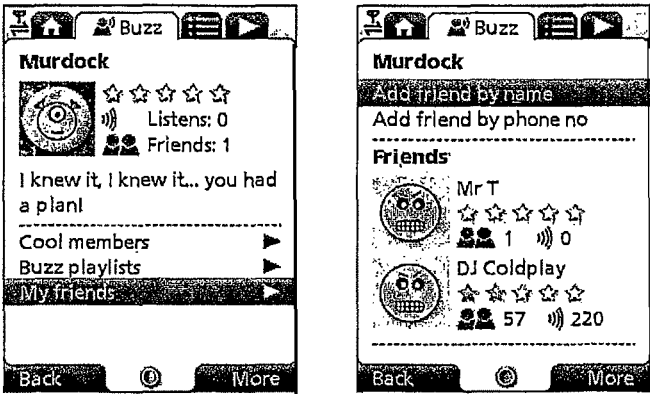 Buzz
Murdock
Listens: 0
Friends: 1
I knew it, I knew it... you had
a plan!
Cool members
Buzz playlists
My friends
Back
More
Buzz
Murdock
Add friend by name
Add friend by phone no
Friends
Mr T
1 0
DJ Coldplay
57 220
Back
More